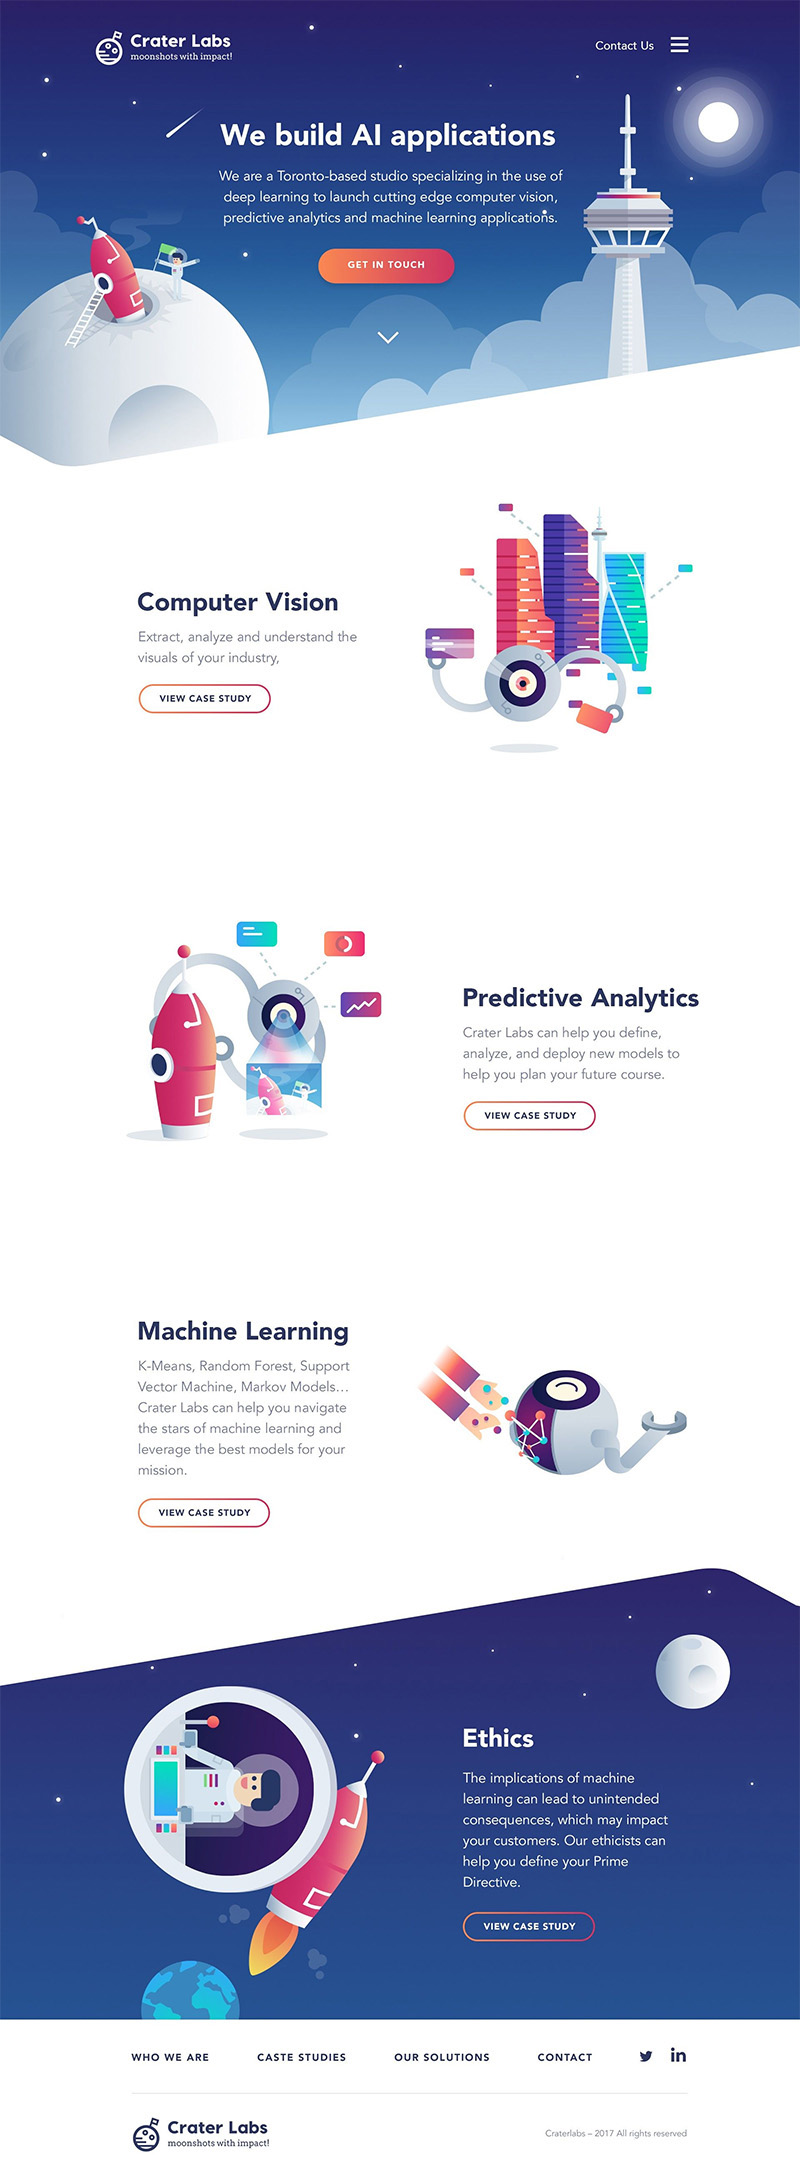 Crater Labs
moonshots with impact!
Contact Us
We build AI applications
We are a Toronto-based studio specializing in the use of
deep learning to launch cutting edge computer vision,
predictive analytics and machine learning applications.
GET IN TOUCH
Computer Vision
Extract, analyze and understand the
visuals of your industry,
VIEW CASE STUDY
Predictive Analytics
Crater Labs can help you define,
analyze, and deploy new models to
help you plan your future course.
VIEW CASE STUDY
Machine Learning
K-Means, Random Forest, Support
Vector Machine, Markov Models...
Crater Labs can help you navigate
the stars of machine learning and
leverage the best models for your
mission.
VIEW CASE STUDY
Ethics
The implications of machine
learning can lead to unintended
consequences, which may impact
your customers. Our ethicists can
help you define your Prime
Directive.
VIEW CASE STUDY
WHO WE ARE
CASTE STUDIES
OUR SOLUTIONS
CONTACT
in
Crater Labs
moonshots with impact!
Craterlabs – 2017 All rights reserved